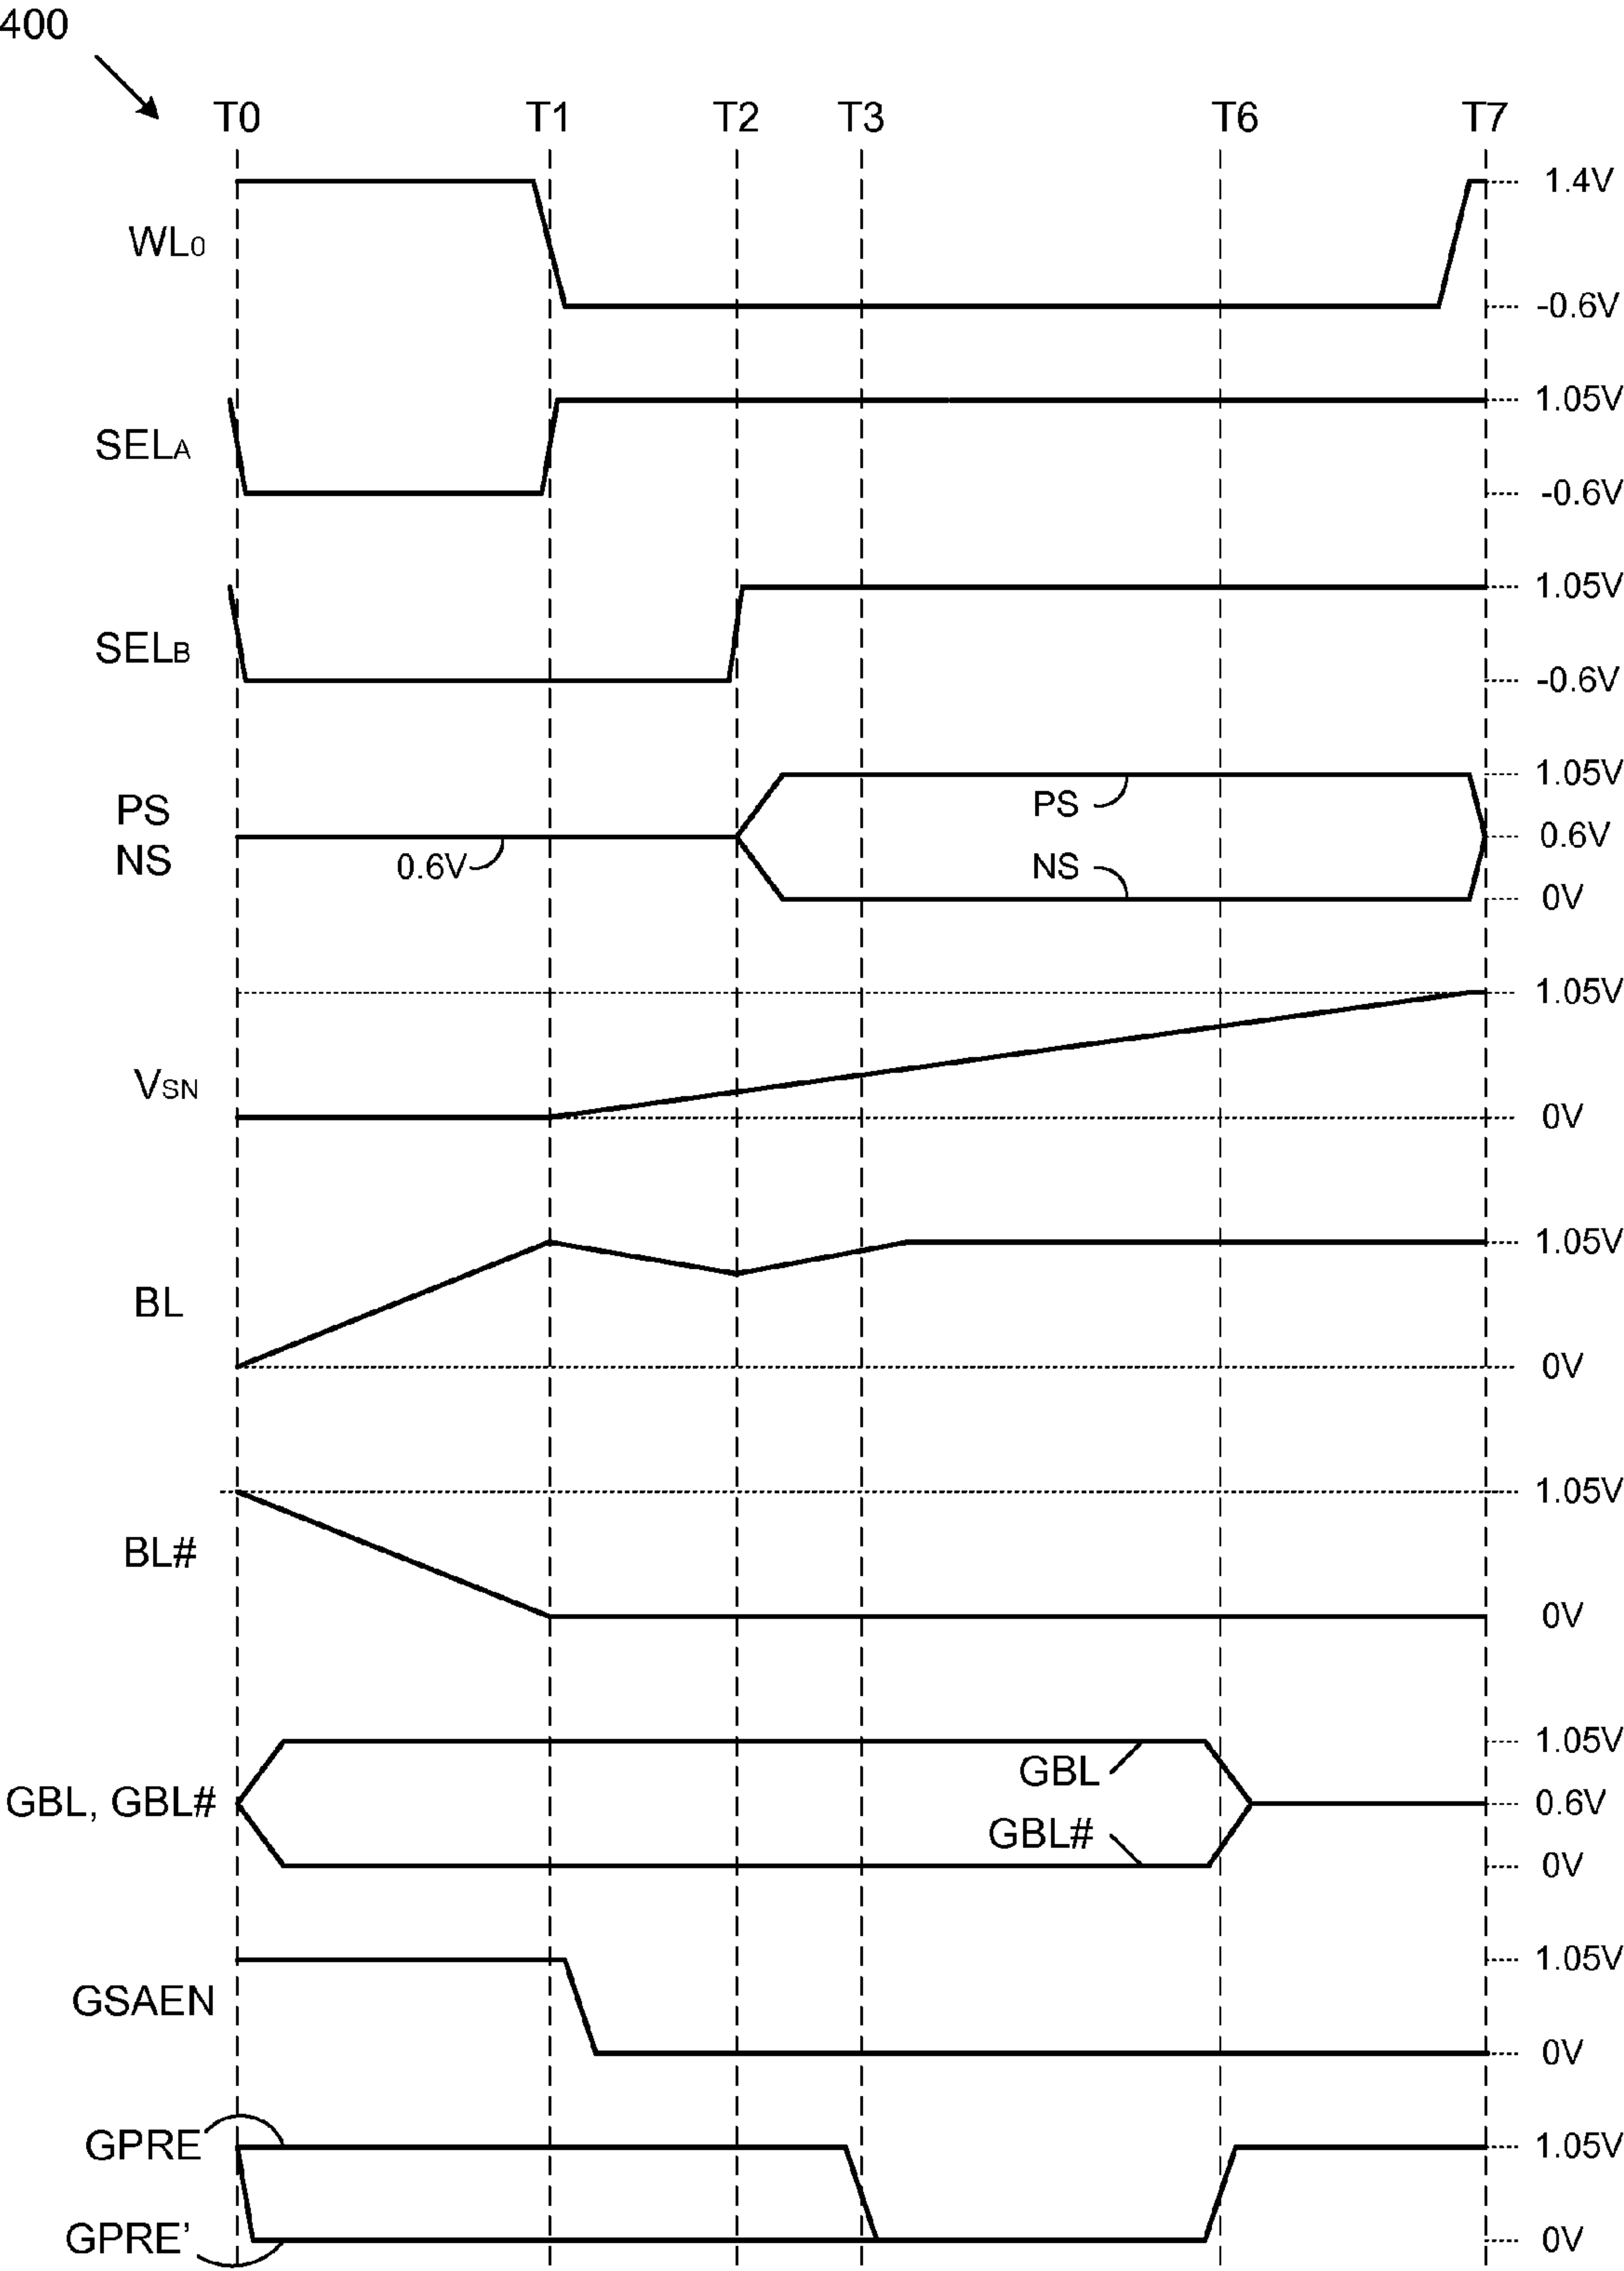 400
T0 T1 T2 T3 T6 T7
1.4V
WL0
-0.6V
1.05V
SELA
-0.6V
1.05V
SELB
-0.6V
1.05V
PS PS
0.6V
NS 0.6V NS
0V
1.05V
VSN
0V
1.05V
BL
0V
1.05V
BL#
0V
1.05V
GBL
GBL, GBL# 0.6V
GBL#
0V
1.05V
GSAEN
0V
GPRE 1.05V
GPRE’ 0V